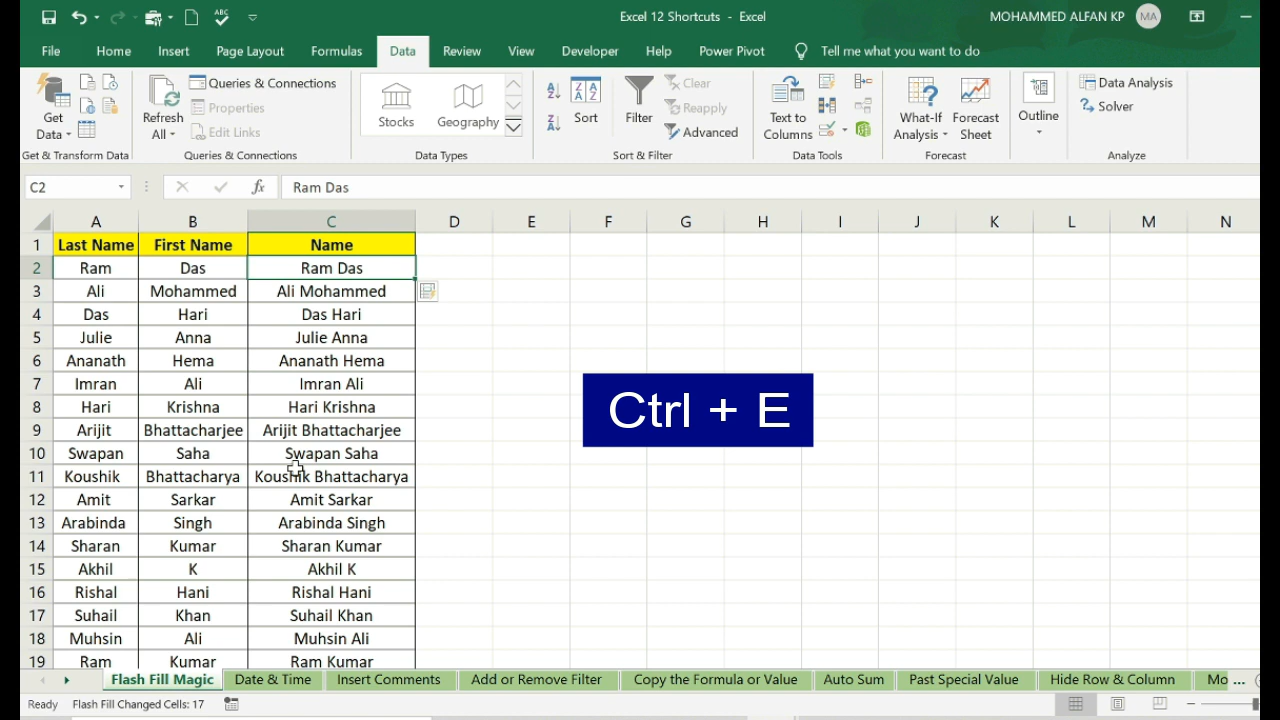 Excel 12 Shortcuts - Excel
MOHAMMED ALFAN KP MA
ABC
File Home Insert Page Layout Formulas Data Review View Developer Help Power Pivot Tell me what you want to do
Get Data
Refresh All
Queries & Connections
Properties
Edit Links
Stocks
Geography
Sort
Filter
Clear
Reapply
Advanced
Text to Columns
What-If Analysis
Forecast Sheet
Outline
Data Analysis
Solver
Get & Transform Data Queries & Connections Data Types Sort & Filter Data Tools Forecast Analyze
C2 fx Ram Das
A B C D E F G H I J K L M N
1 Last Name First Name Name
2 Ram Das Ram Das
3 Ali Mohammed Ali Mohammed
4 Das Hari Das Hari
5 Julie Anna Julie Anna
6 Ananath Hema Ananath Hema
7 Imran Ali Imran Ali
8 Hari Krishna Hari Krishna
9 Arijit Bhattacharjee Arijit Bhattacharjee
10 Swapan Saha Swapan Saha
11 Koushik Bhattacharya Koushik Bhattacharya
12 Amit Sarkar Amit Sarkar
13 Arabinda Singh Arabinda Singh
14 Sharan Kumar Sharan Kumar
15 Akhil K Akhil K
16 Rishal Hani Rishal Hani
17 Suhail Khan Suhail Khan
18 Muhsin Ali Muhsin Ali
19 Ram Kumar Ram Kumar
Ctrl + E
Flash Fill Magic Date & Time Insert Comments Add or Remove Filter Copy the Formula or Value Auto Sum Past Special Value Hide Row & Column Mo ...
Ready Flash Fill Changed Cells: 17